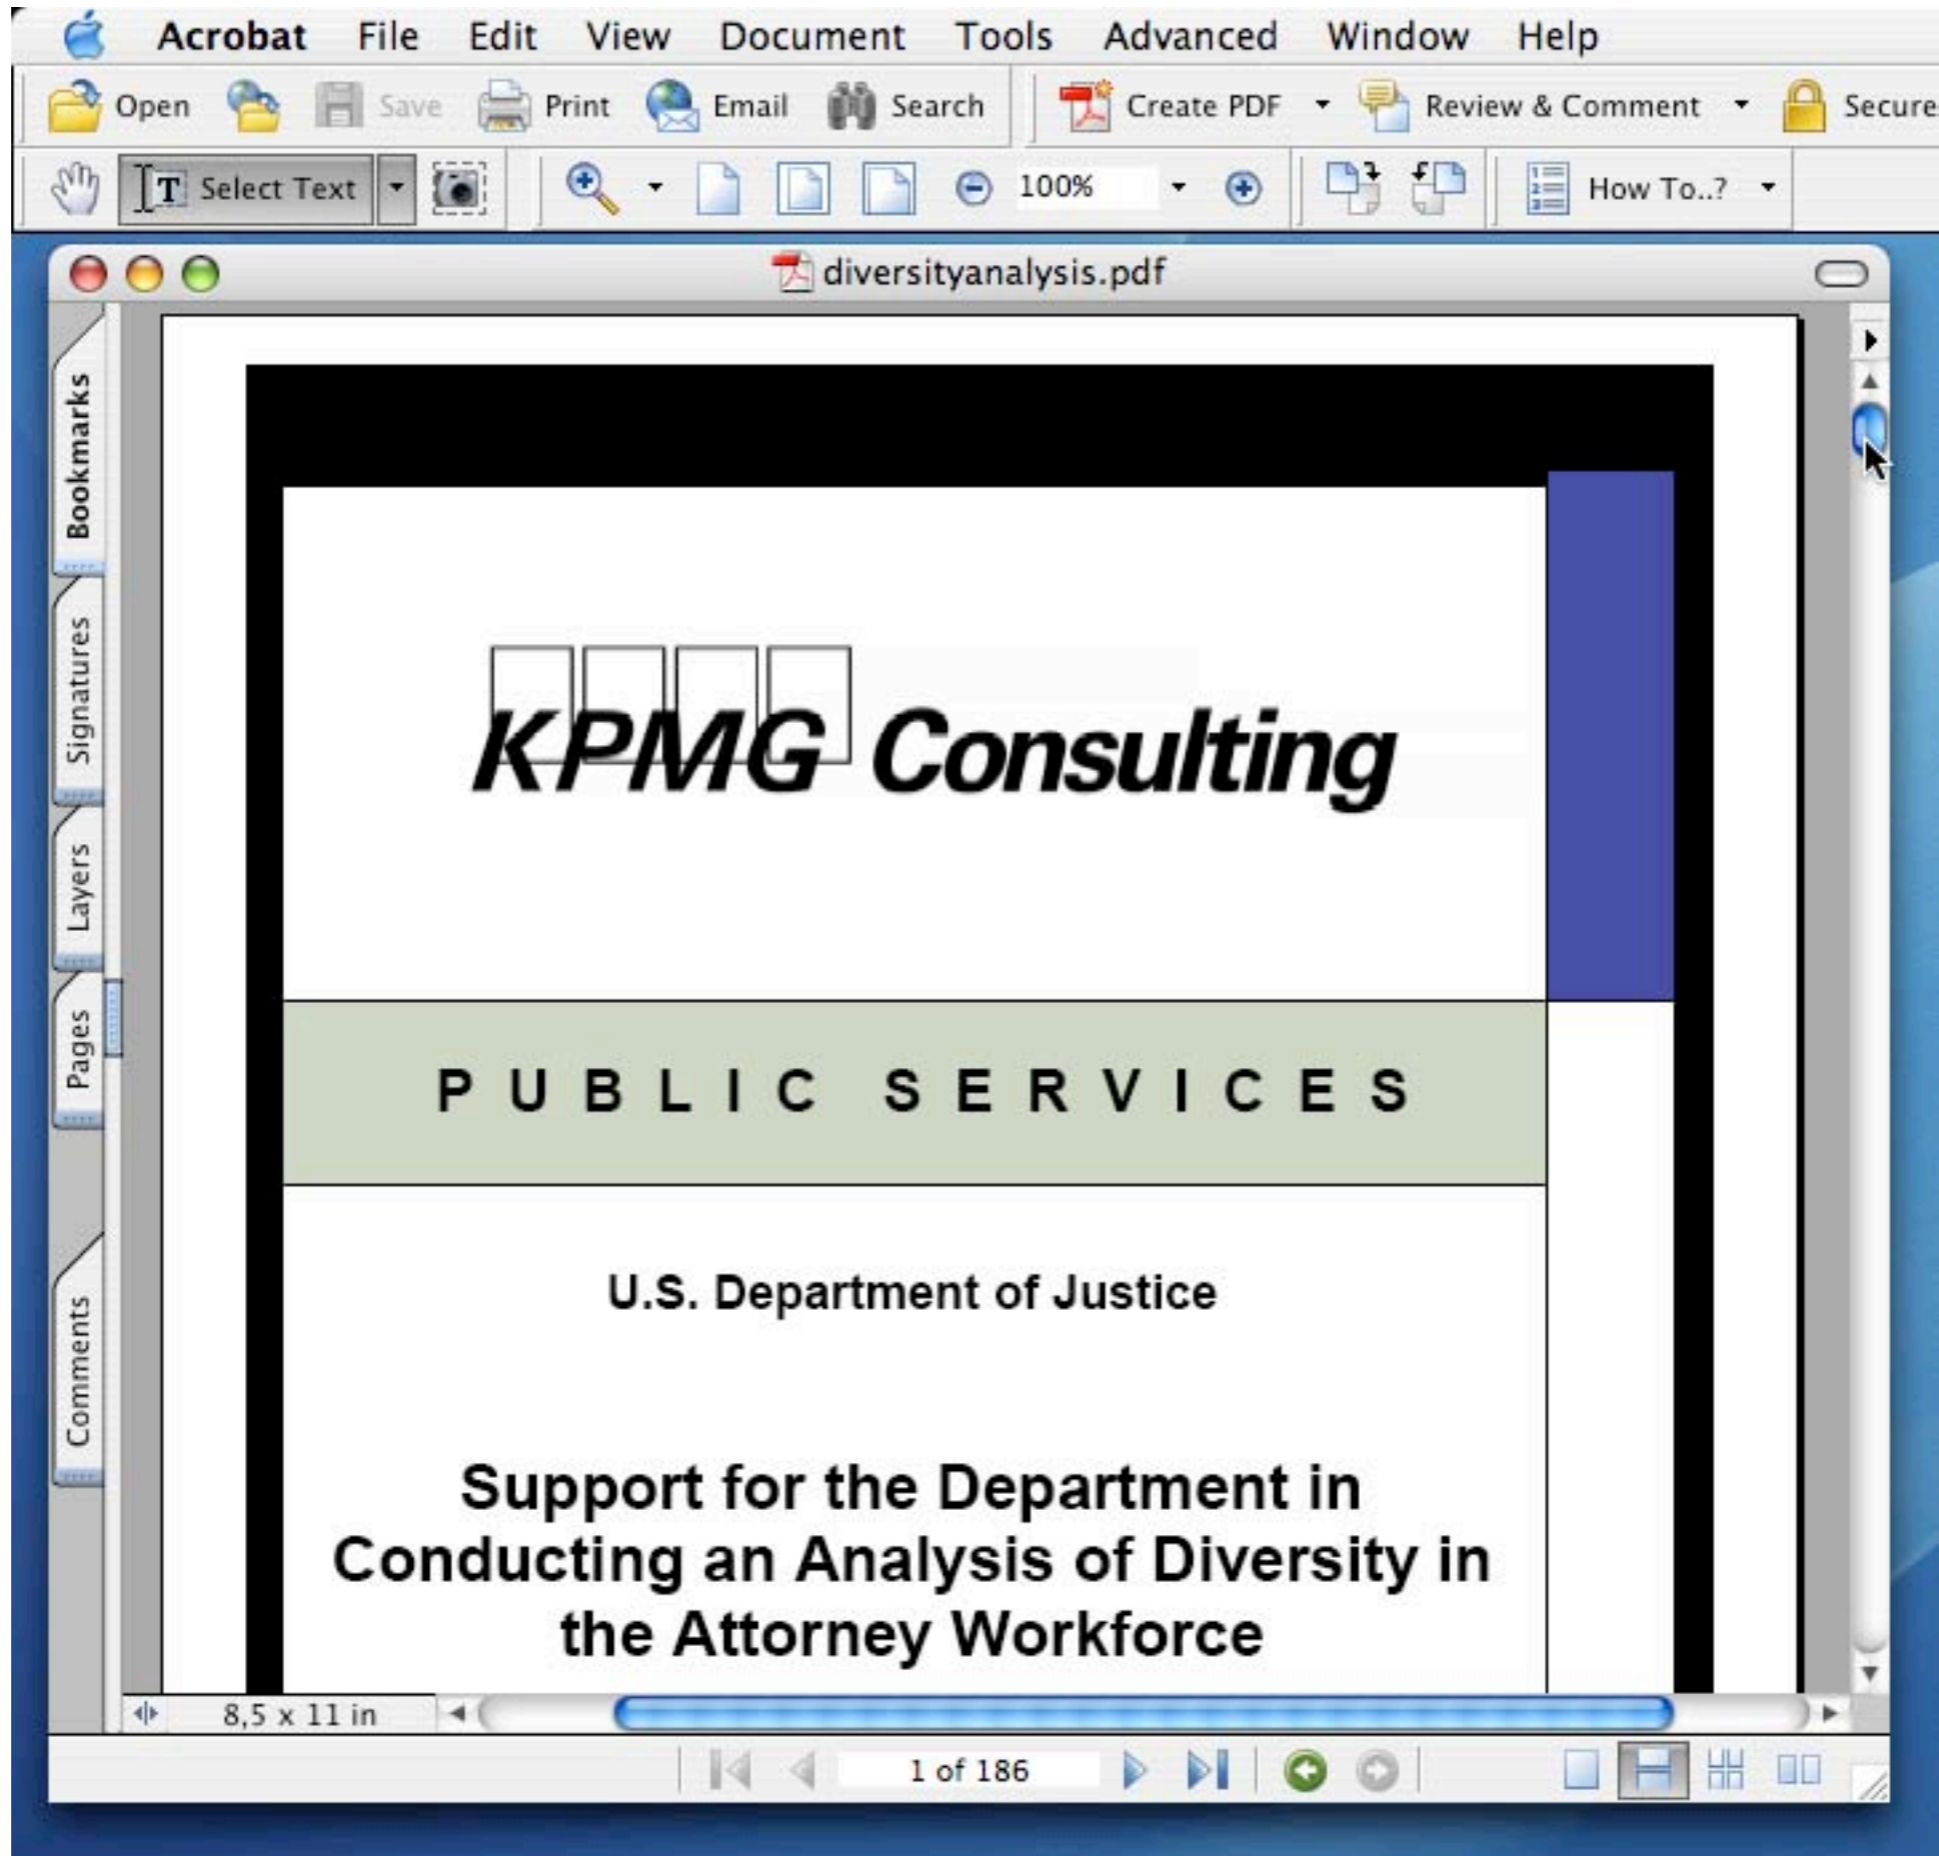 Acrobat File Edit View Document Tools Advanced Window Help
Open Save Print Email Search Create PDF Review & Comment Secure
T Select Text 100% How To..?
diversityanalysis.pdf
Bookmarks
Signatures
Layers
Pages
Comments
KPMG Consulting
PUBLIC SERVICES
U.S. Department of Justice
Support for the Department in
Conducting an Analysis of Diversity in
the Attorney Workforce
8,5 x 11 in
1 of 186